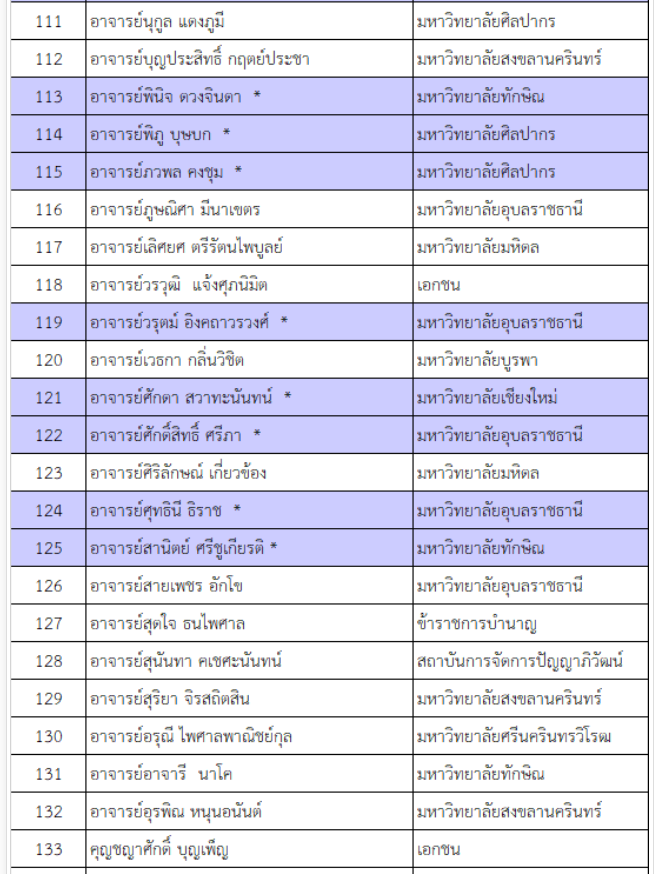 111 อาจารย์นุกูล แดงภูมี มหาวิทยาลัยศิลปากร
112 อาจารย์บุญประสิทธิ์ กฤตย์ประชา มหาวิทยาลัยสงขลานครินทร์
113 อาจารย์พินิจ ดวงจินดา * มหาวิทยาลัยทักษิณ
114 อาจารย์พิภู บุษบก * มหาวิทยาลัยศิลปากร
115 อาจารย์ภวพล คงชุม * มหาวิทยาลัยศิลปากร
116 อาจารย์ภูษณิศา มีนาเขตร มหาวิทยาลัยอุบลราชธานี
117 อาจารย์เลิศยศ ตรีรัตนไพบูลย์ มหาวิทยาลัยมหิดล
118 อาจารย์วรวุฒิ แจ้งศุภนิมิต เอกชน
119 อาจารย์วรุตม์ อิงคถาวรวงศ์ * มหาวิทยาลัยอุบลราชธานี
120 อาจารย์เวธกา กลิ่นวิชิต มหาวิทยาลัยบูรพา
121 อาจารย์ศักดา สวาทะนันทน์ * มหาวิทยาลัยเชียงใหม่
122 อาจารย์ศักดิ์สิทธิ์ ศรีภา * มหาวิทยาลัยอุบลราชธานี
123 อาจารย์ศิริลักษณ์ เกี่ยวข้อง มหาวิทยาลัยมหิดล
124 อาจารย์ศุทธินี ธิราช * มหาวิทยาลัยอุบลราชธานี
125 อาจารย์สานิตย์ ศรีชูเกียรติ * มหาวิทยาลัยทักษิณ
126 อาจารย์สายเพชร อักโข มหาวิทยาลัยอุบลราชธานี
127 อาจารย์สุดใจ ธนไพศาล ข้าราชการบำนาญ
128 อาจารย์สุนันทา คเชศะนันทน์ สถาบันการจัดการปัญญาภิวัฒน์
129 อาจารย์สุริยา จิรสถิตสิน มหาวิทยาลัยสงขลานครินทร์
130 อาจารย์อรุณี ไพศาลพาณิชย์กุล มหาวิทยาลัยศรีนครินทรวิโรฒ
131 อาจารย์อาจารี นาโค มหาวิทยาลัยทักษิณ
132 อาจารย์อุรพิณ หนุนอนันต์ มหาวิทยาลัยสงขลานครินทร์
133 คุญชญาศักดิ์ บุญเพ็ญ เอกชน